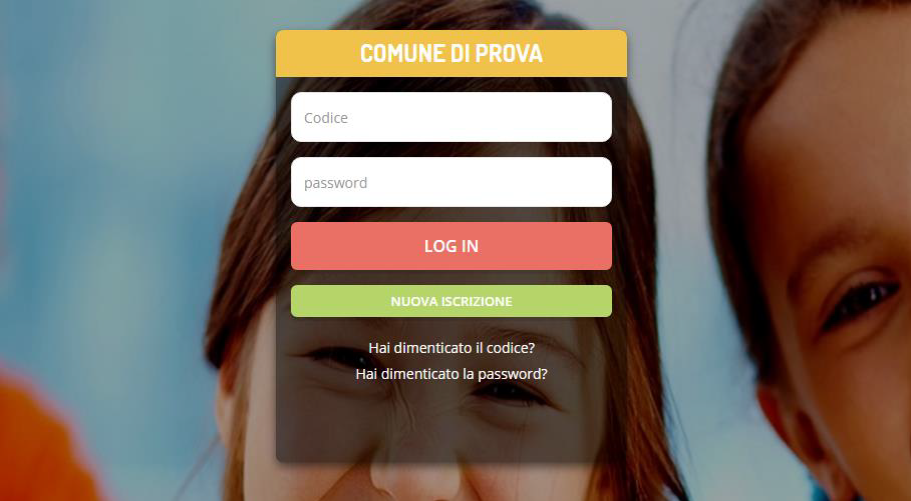 COMUNE DI PROVA
Codice
password
LOG IN
NUOVA ISCRIZIONE
Hai dimenticato il codice?
Hai dimenticato la password?